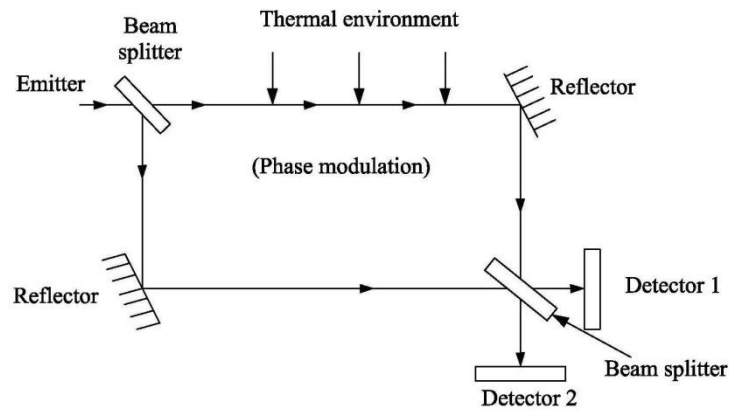 Thermal environment
Beam
splitter
Emitter
Reflector
(Phase modulation)
Reflector
Detector 1
Beam splitter
Detector 2